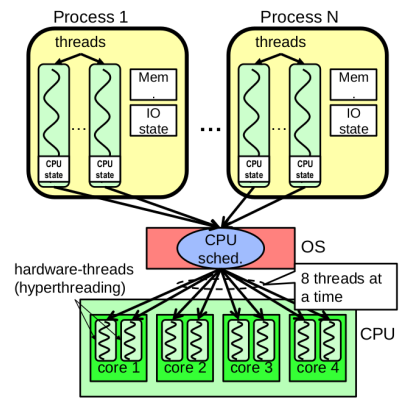 Process 1
Process N
threads
threads
Mem
.
IO
state
Mem
.
IO
state
...
...
...
CPU
state
CPU
state
CPU
state
CPU
state
CPU
sched.
OS
hardware-threads
(hyperthreading)
8 threads at
a time
CPU
core 1
core 2
core 3
core 4